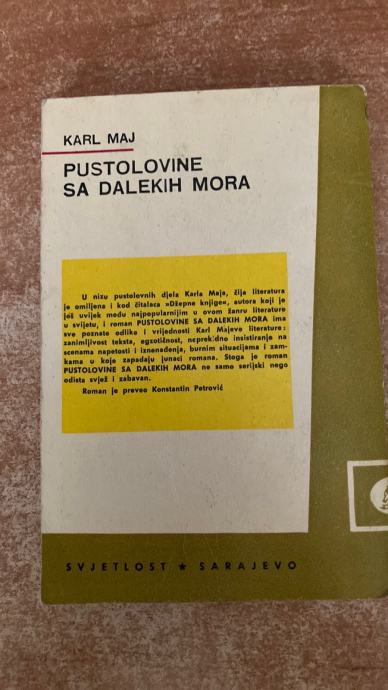 KARL MAJ
PUSTOLOVINE
SA DALEKIH MORA
U nizu pustolovnih djela Karla Maja, čija literatura
je omiljena i kod čitalaca »Džepne knjige«, autora koji je
još uvijek među najpopularnijim u ovom žanru literature
u svijetu, i roman PUSTOLOVINE SA DALEKIH MORA ima
sve poznate odlike i vrijednosti Karl Majeve literature:
zanimljivost teksta, egzotičnost, neprekidno insistiranje na
scenama napetosti i iznenađenja, burnim situacijama i zam-
kama u koje zapadaju junaci romana. Stoga je roman
PUSTOLOVINE SA DALEKIH MORA ne samo serijski nego
odista svjež i zabavan.
Roman je preveo Konstantin Petrović
SVJETLOST ★ SARAJEVO